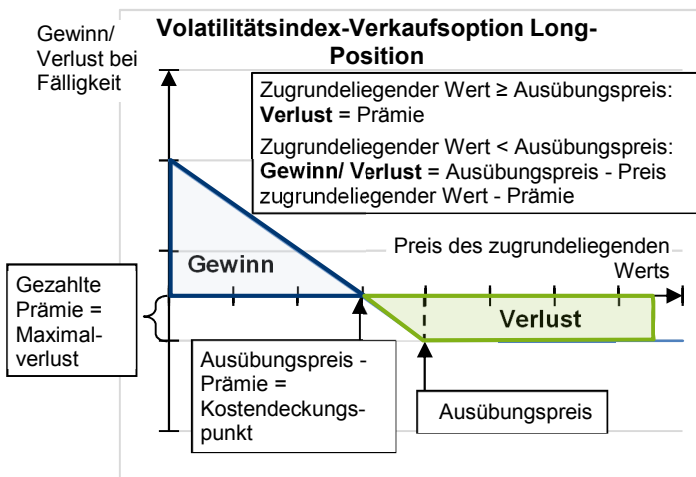 Volatilitätsindex-Verkaufsoption Long-
Position
Gewinn/
Verlust bei
Fälligkeit
Zugrundeliegender Wert ≥ Ausübungspreis:
Verlust = Prämie
Zugrundeliegender Wert < Ausübungspreis:
Gewinn/ Verlust = Ausübungspreis - Preis
zugrundeliegender Wert - Prämie
Preis des zugrundeliegenden
Werts
Gewinn
Verlust
Gezahlte
Prämie =
Maximal-
verlust
Ausübungspreis -
Prämie =
Kostendeckungs-
punkt
Ausübungspreis